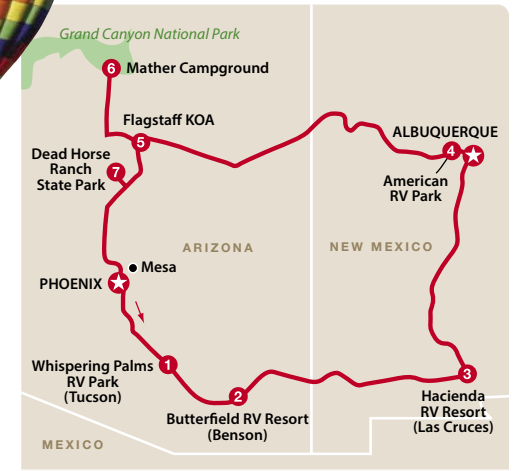 Grand Canyon National Park
6 Mather Campground
Flagstaff KOA
5
ALBUQUERQUE
4
Dead Horse
Ranch
State Park
7
American
RV Park
ARIZONA
NEW MEXICO
Mesa
PHOENIX
1
Whispering Palms
RV Park
(Tucson)
2
Butterfield RV Resort
(Benson)
3
Hacienda
RV Resort
(Las Cruces)
MEXICO